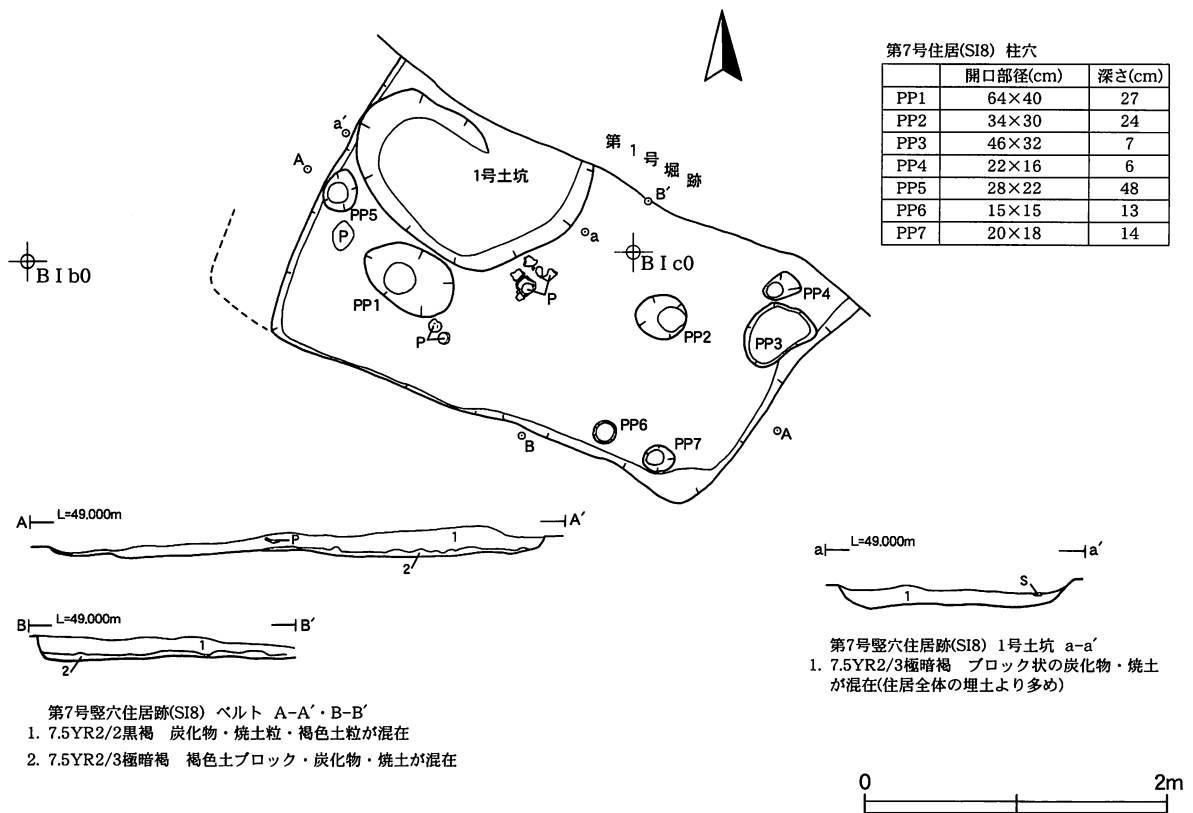 第7号住居(SI8) 柱穴
開口部径(cm) 深さ(cm)
PP1 64×40 27
PP2 34×30 24
PP3 46×32 7
PP4 22×16 6
PP5 28×22 48
PP6 15×15 13
PP7 20×18 14
第1号堀跡
a′
A
1号土坑
B′
PP5
P
a
BⅠb0
BⅠc0
PP4
PP1
P
PP2
PP3
P
PP6
PP7
B
A
A L=49.000m A′
P
1
2
a L=49.000m a′
S
1
B L=49.000m B′
1
2
第7号竪穴住居跡(SI8) 1号土坑 a-a′
1. 7.5YR2/3極暗褐 ブロック状の炭化物・焼土
が混在(住居全体の埋土より多め)
第7号竪穴住居跡(SI8) ベルト A-A′・B-B′
1. 7.5YR2/2黒褐 炭化物・焼土粒・褐色土粒が混在
2. 7.5YR2/3極暗褐 褐色土ブロック・炭化物・焼土が混在
0 2m